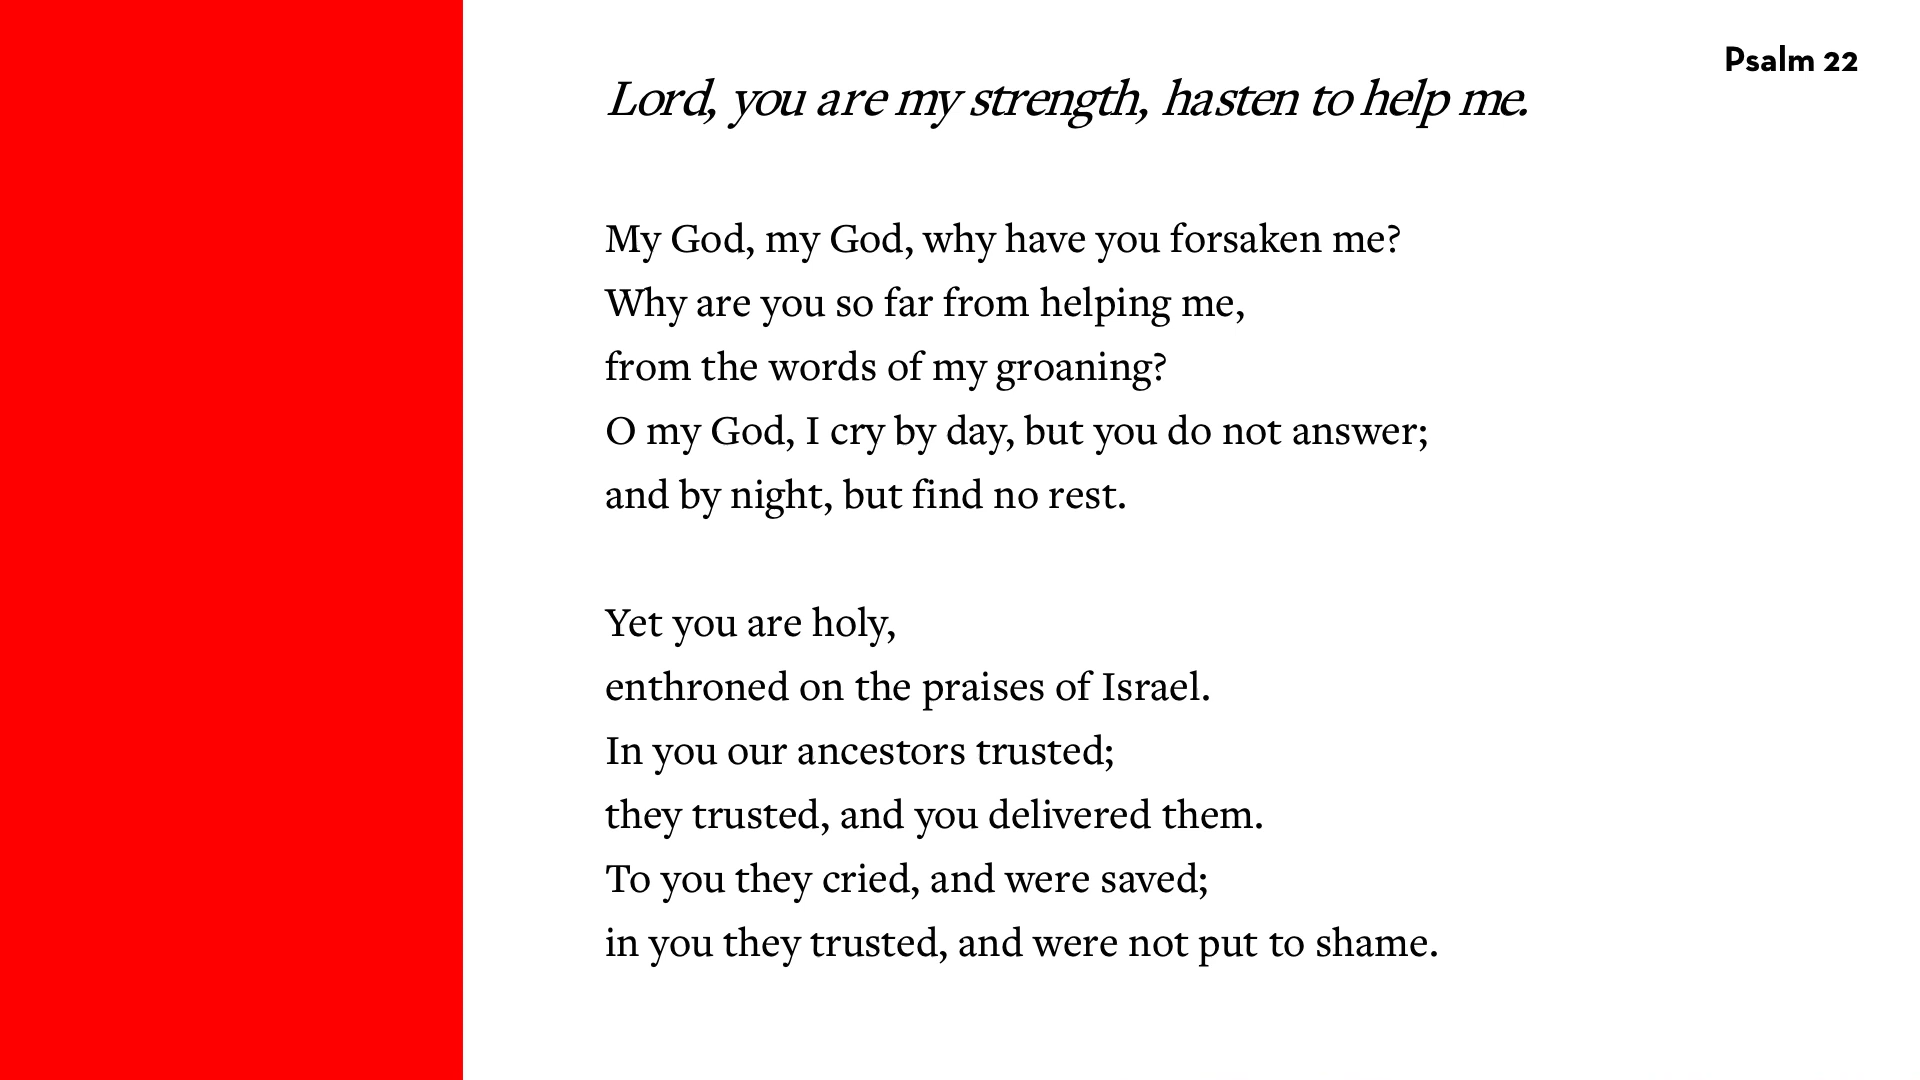 Psalm 22
Lord, you are my strength, hasten to help me.
My God, my God, why have you forsaken me?
Why are you so far from helping me,
from the words of my groaning?
O my God, I cry by day, but you do not answer;
and by night, but find no rest.
Yet you are holy,
enthroned on the praises of Israel.
In you our ancestors trusted;
they trusted, and you delivered them.
To you they cried, and were saved;
in you they trusted, and were not put to shame.